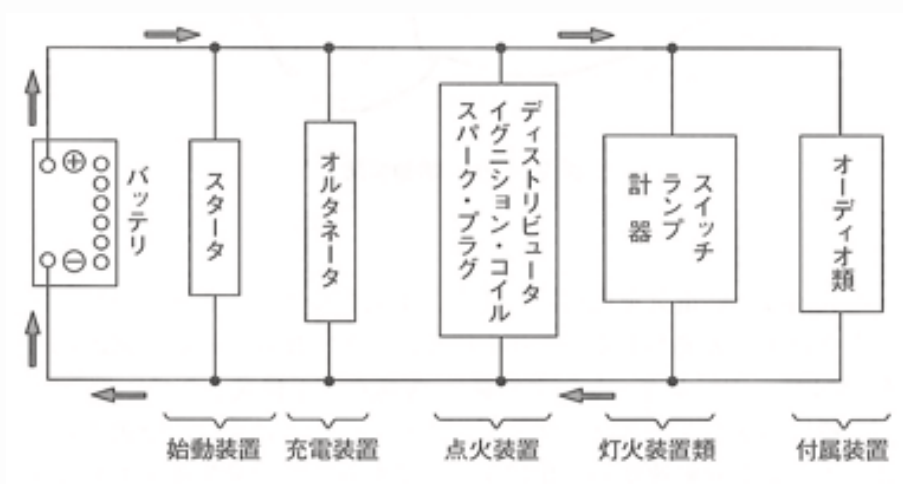 ⊕
⊖
バッテリ
スタータ
オルタネータ
ディストリビュータ
イグニション・コイル
スパーク・プラグ
スイッチ
ランプ
計器
オーディオ類
始動装置
充電装置
点火装置
灯火装置類
付属装置